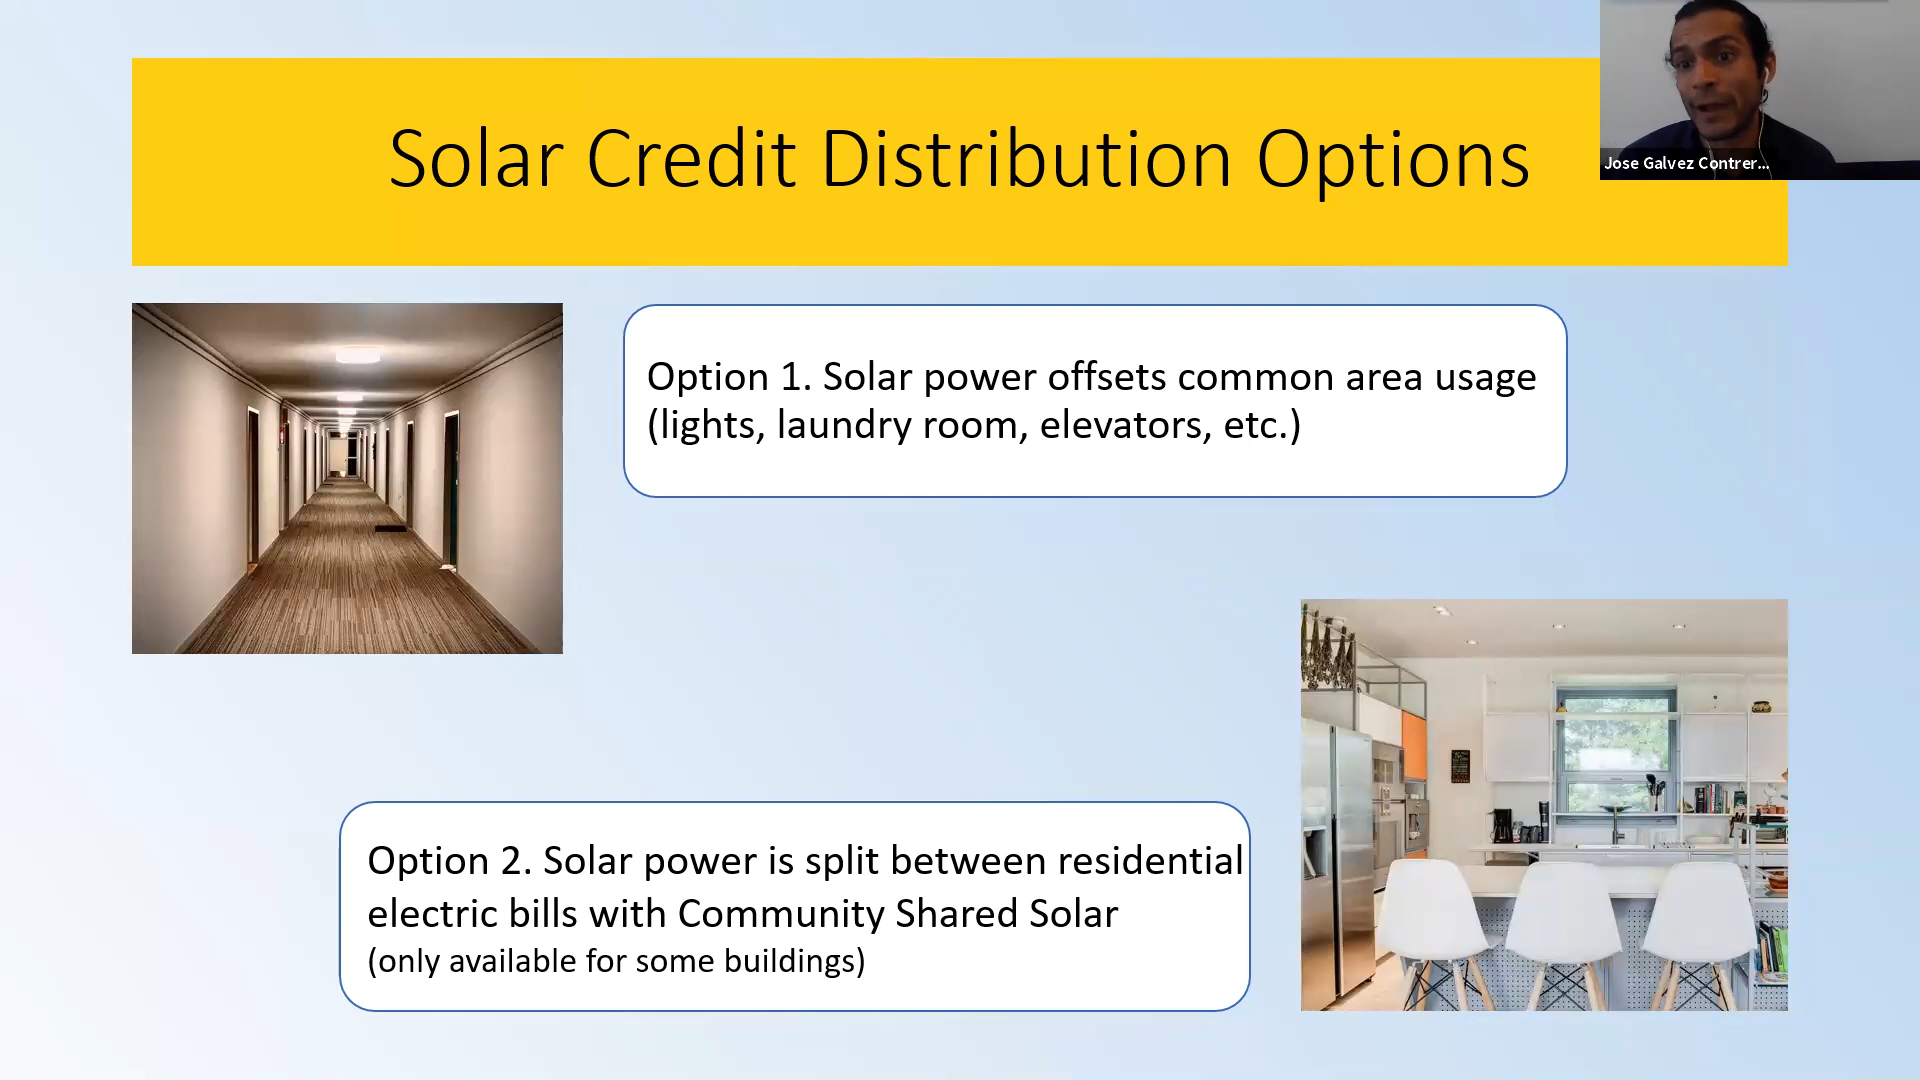 Solar Credit Distribution Options
Jose Galvez Contrer...
Option 1. Solar power offsets common area usage
(lights, laundry room, elevators, etc.)
Option 2. Solar power is split between residential
electric bills with Community Shared Solar
(only available for some buildings)